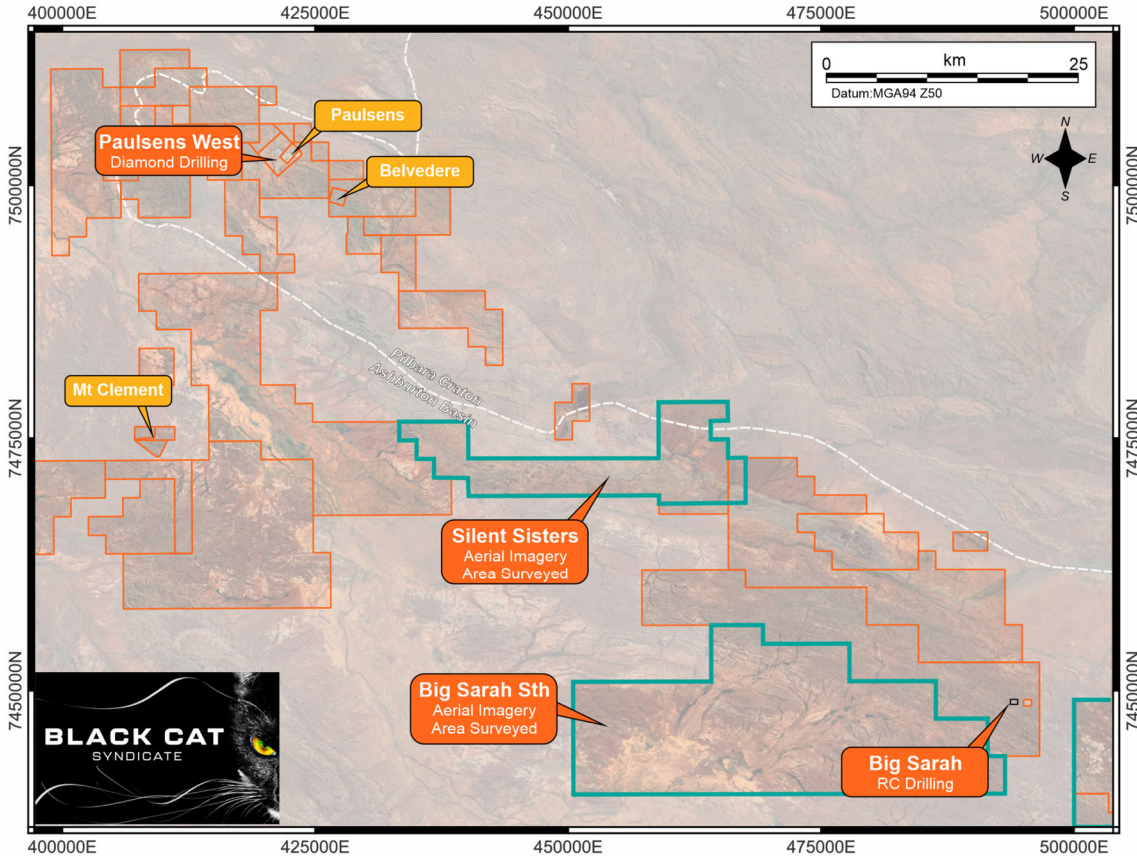 400000E
425000E
450000E
475000E
500000E
km
0
25
Datum:MGA94 Z50
N
W
E
S
Paulsens
Paulsens West
Diamond Drilling
Belvedere
7500000N
7500000N
Pilbara Craton
Ashburton Basin
Mt Clement
7475000N
7475000N
Silent Sisters
Aerial Imagery
Area Surveyed
Big Sarah Sth
Aerial Imagery
Area Surveyed
7450000N
7450000N
Big Sarah
RC Drilling
BLACK CAT
SYNDICATE
400000E
425000E
450000E
475000E
500000E